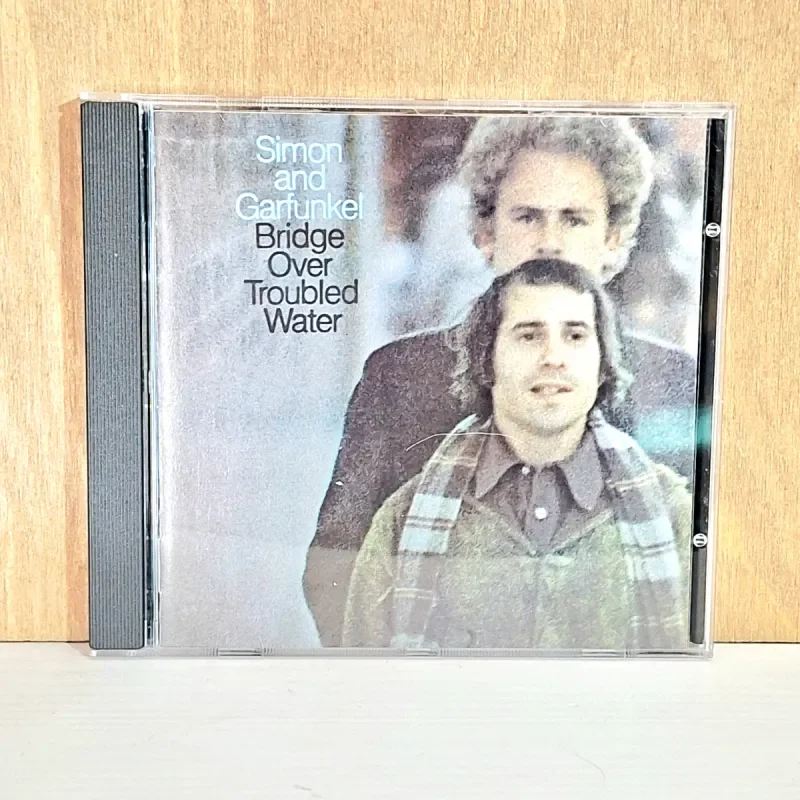 Simon
and
Garfunkel
Bridge
Over
Troubled
Water